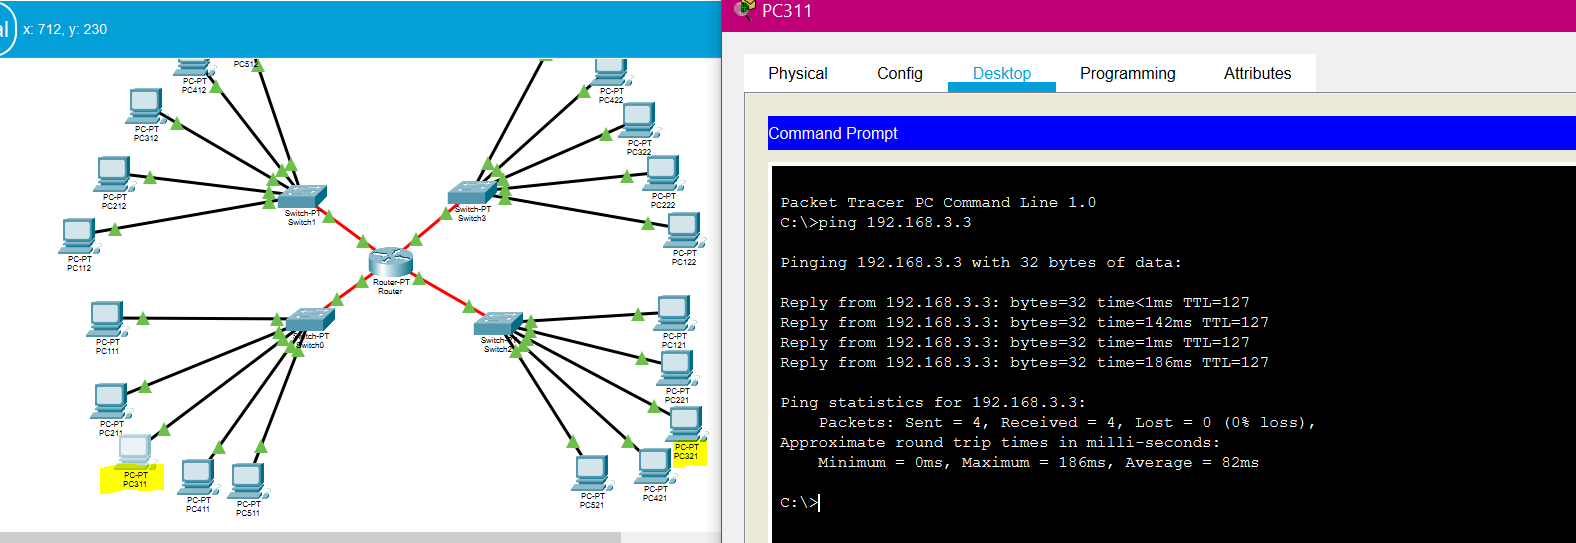 al
x: 712, y: 230
PC512
PC-PT
PC412
PC-PT
PC312
PC-PT
PC212
PC-PT
PC112
Switch-PT
Switch1
PC-PT
PC422
PC-PT
PC322
PC-PT
PC222
PC-PT
PC122
Switch-PT
Switch3
Router-PT
Router
PC-PT
PC111
PC-PT
PC211
PC-PT
PC311
PC-PT
PC411
PC-PT
PC511
Switch-PT
Switch0
Switch-PT
Switch2
PC-PT
PC121
PC-PT
PC221
PC-PT
PC321
PC-PT
PC421
PC-PT
PC521
PC311
Physical Config Desktop Programming Attributes
Command Prompt
Packet Tracer PC Command Line 1.0
C:\>ping 192.168.3.3
Pinging 192.168.3.3 with 32 bytes of data:
Reply from 192.168.3.3: bytes=32 time<1ms TTL=127
Reply from 192.168.3.3: bytes=32 time=142ms TTL=127
Reply from 192.168.3.3: bytes=32 time=1ms TTL=127
Reply from 192.168.3.3: bytes=32 time=186ms TTL=127
Ping statistics for 192.168.3.3:
Packets: Sent = 4, Received = 4, Lost = 0 (0% loss),
Approximate round trip times in milli-seconds:
Minimum = 0ms, Maximum = 186ms, Average = 82ms
C:\>